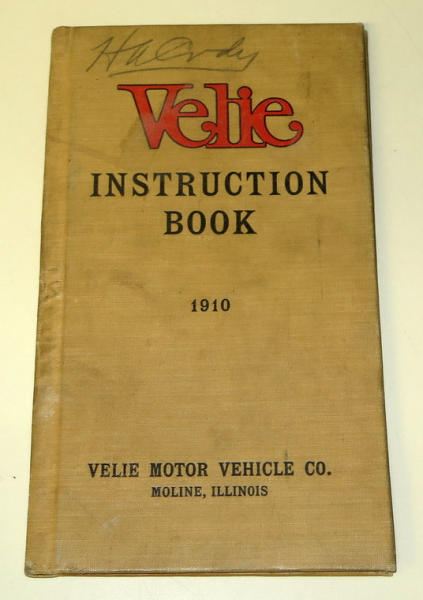 Velie
INSTRUCTION
BOOK
1910
VELIE MOTOR VEHICLE CO.
MOLINE, ILLINOIS